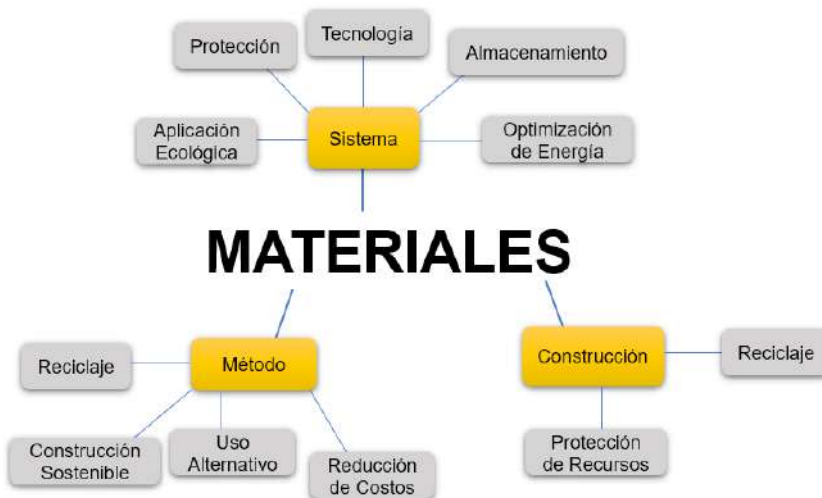 Tecnología
Protección
Almacenamiento
Aplicación
Ecológica
Sistema
Optimización
de Energía
MATERIALES
Reciclaje
Método
Construcción
Reciclaje
Construcción
Sostenible
Uso
Alternativo
Reducción
de Costos
Protección
de Recursos